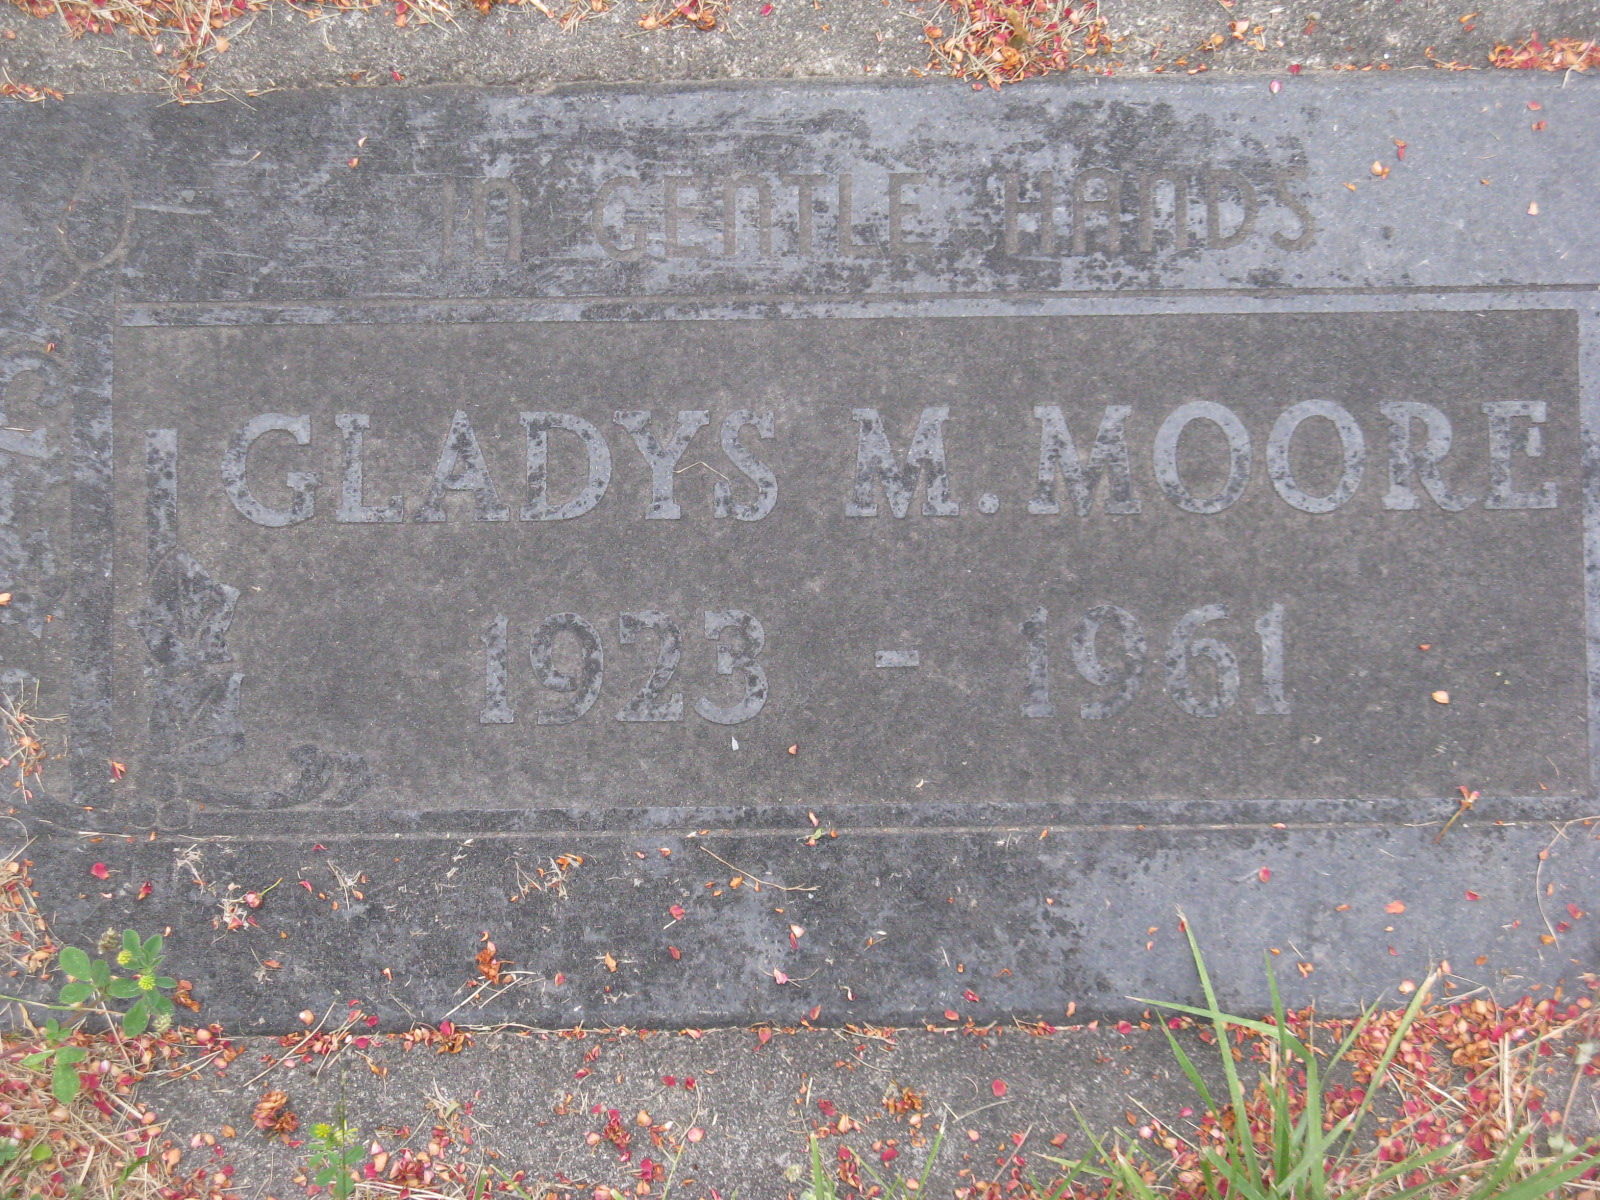 In GEnTLE HAnDS
GLADYS M. MOORE
1923 - 1961